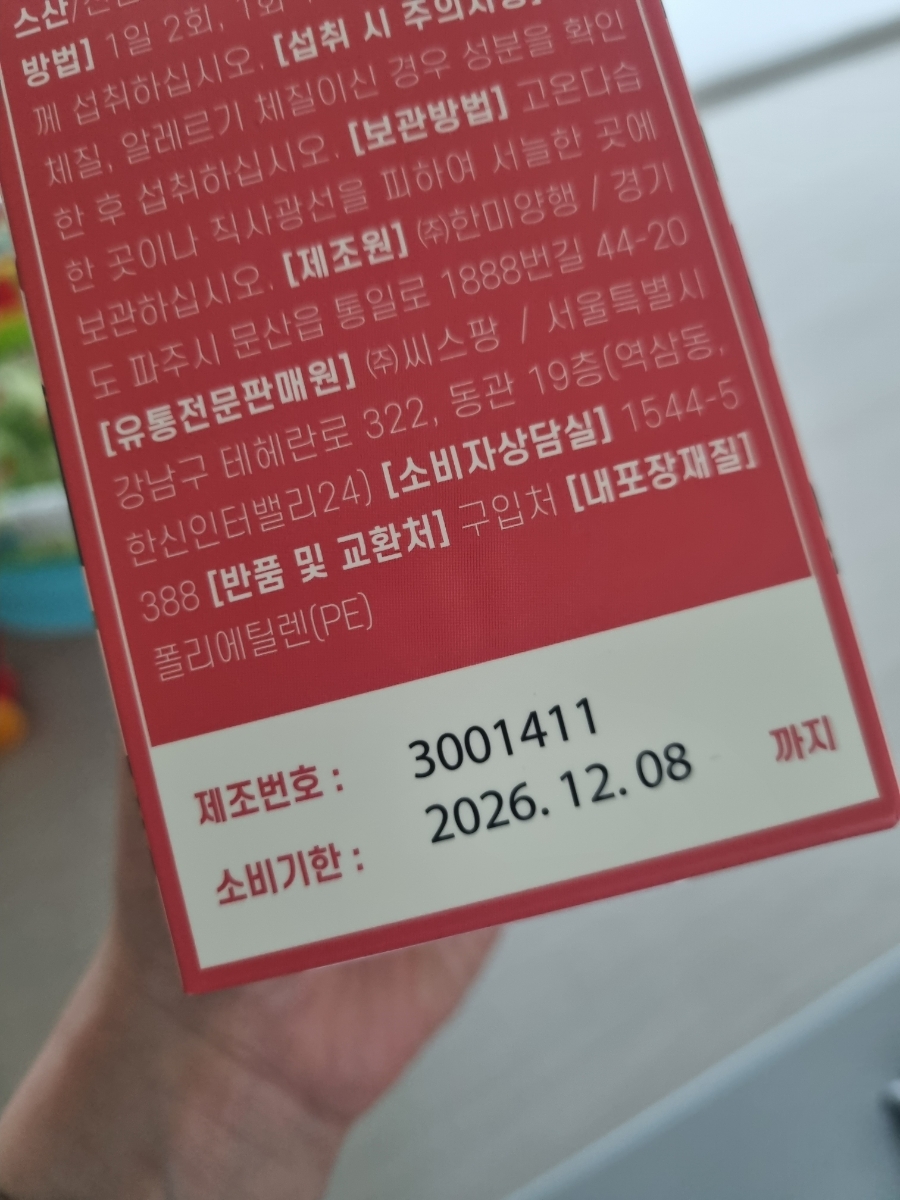 스산/
방법] 1일 2회, 1회
께 섭취하십시오. [섭취 시 주의사항]
체질, 알레르기 체질이신 경우 성분을 확인
한 후 섭취하십시오. [보관방법] 고온다습
한 곳이나 직사광선을 피하여 서늘한 곳에
보관하십시오. [제조원] ㈜한미양행 / 경기
도 파주시 문산읍 통일로 1888번길 44-20
[유통전문판매원] ㈜씨스팡 / 서울특별시
강남구 테헤란로 322, 동관 19층(역삼동,
한신인터밸리24) [소비자상담실] 1544-5
388 [반품 및 교환처] 구입처 [내포장재질]
폴리에틸렌(PE)
제조번호 : 3001411
소비기한 : 2026. 12. 08 까지